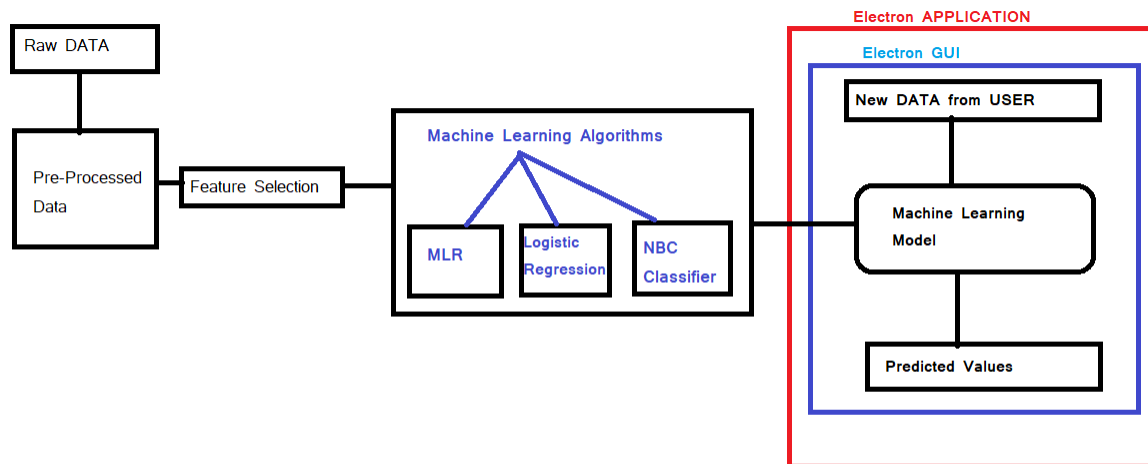 Raw DATA
Pre-Processed
Data
Feature Selection
Machine Learning Algorithms
MLR
Logistic
Regression
NBC
Classifier
Electron APPLICATION
Electron GUI
New DATA from USER
Machine Learning
Model
Predicted Values